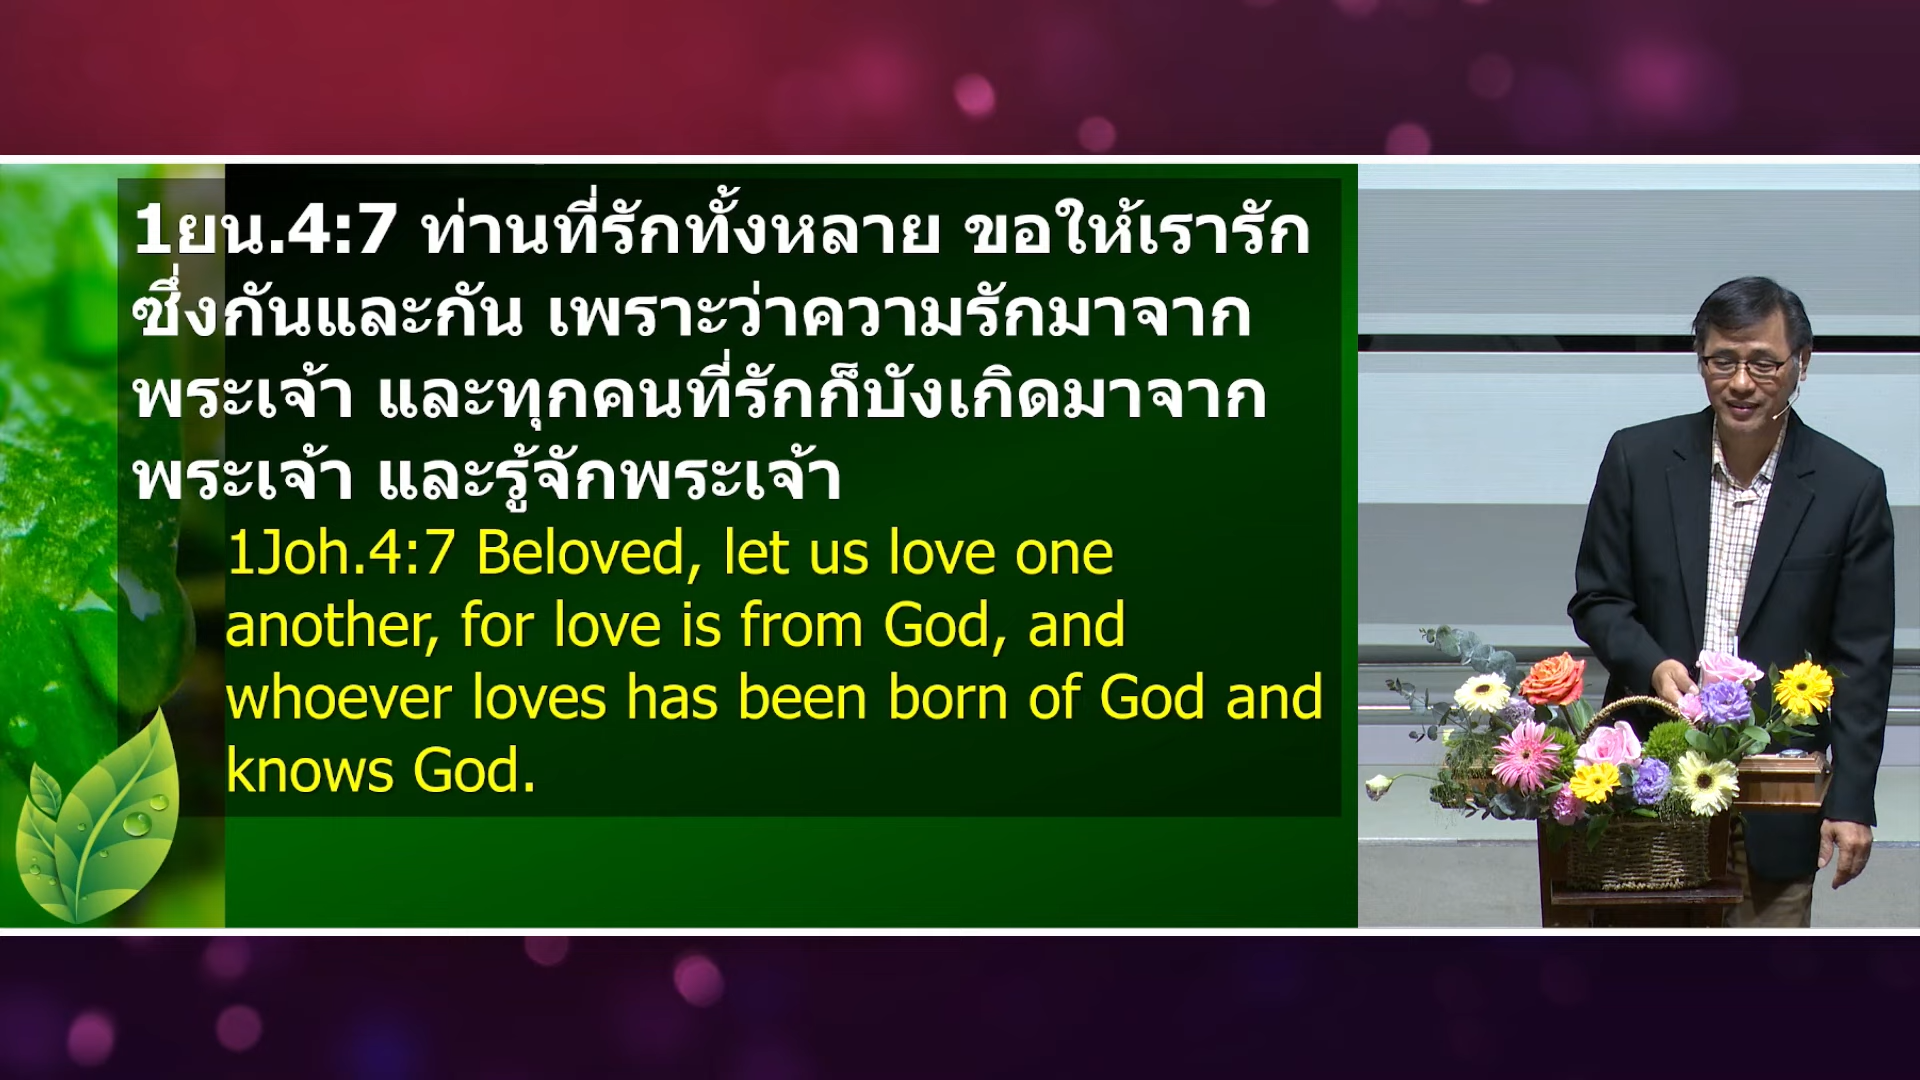 1ยน.4:7 ท่านที่รักทั้งหลาย ขอให้เรารัก
ซึ่งกันและกัน เพราะว่าความรักมาจาก
พระเจ้า และทุกคนที่รักก็บังเกิดมาจาก
พระเจ้า และรู้จักพระเจ้า
1Joh.4:7 Beloved, let us love one
another, for love is from God, and
whoever loves has been born of God and
knows God.